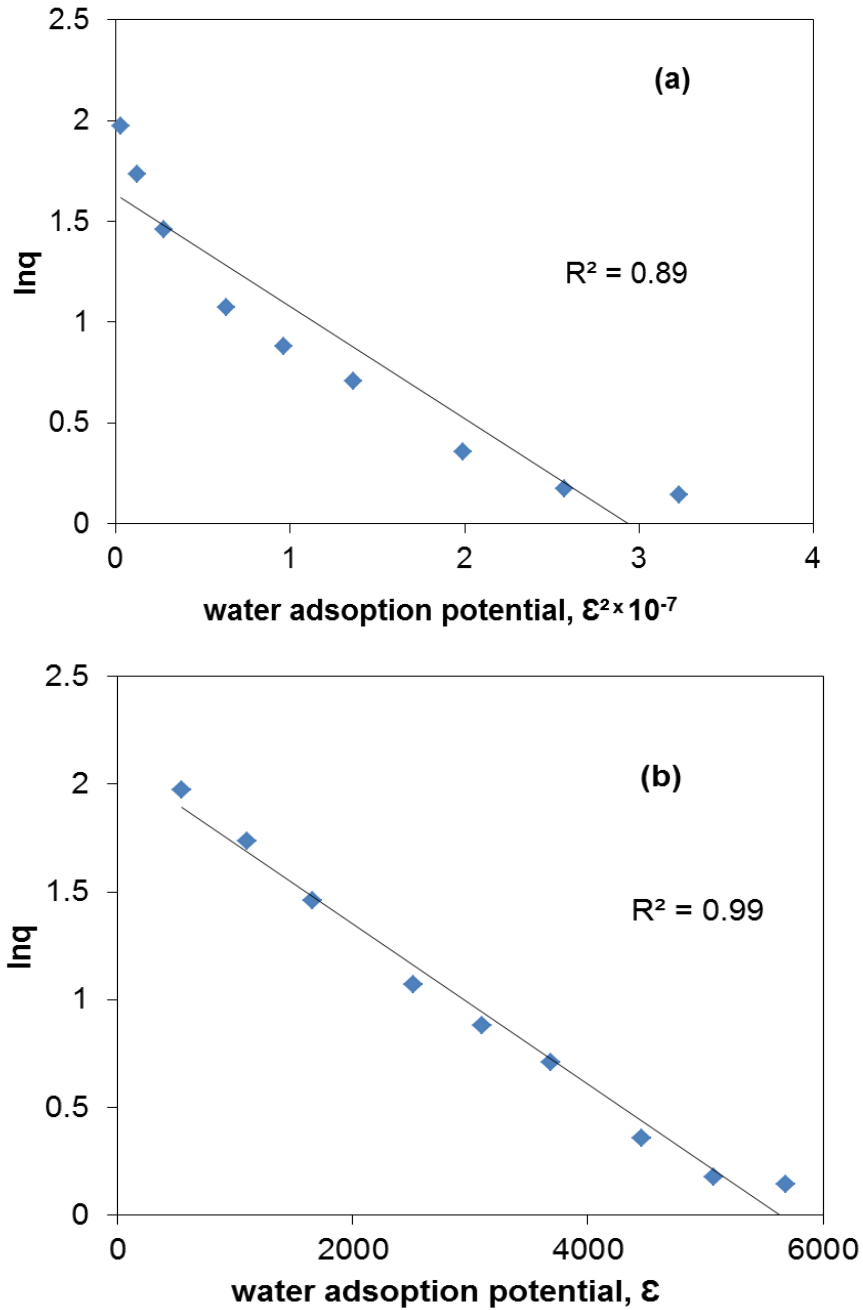 2.5
(a)
2
1.5
lnq
R² = 0.89
1
0.5
0
0 1 2 3 4
water adsoption potential, Ɛ² ˣ 10⁻⁷
2.5
(b)
2
1.5
R² = 0.99
lnq
1
0.5
0
0 2000 4000 6000
water adsoption potential, Ɛ